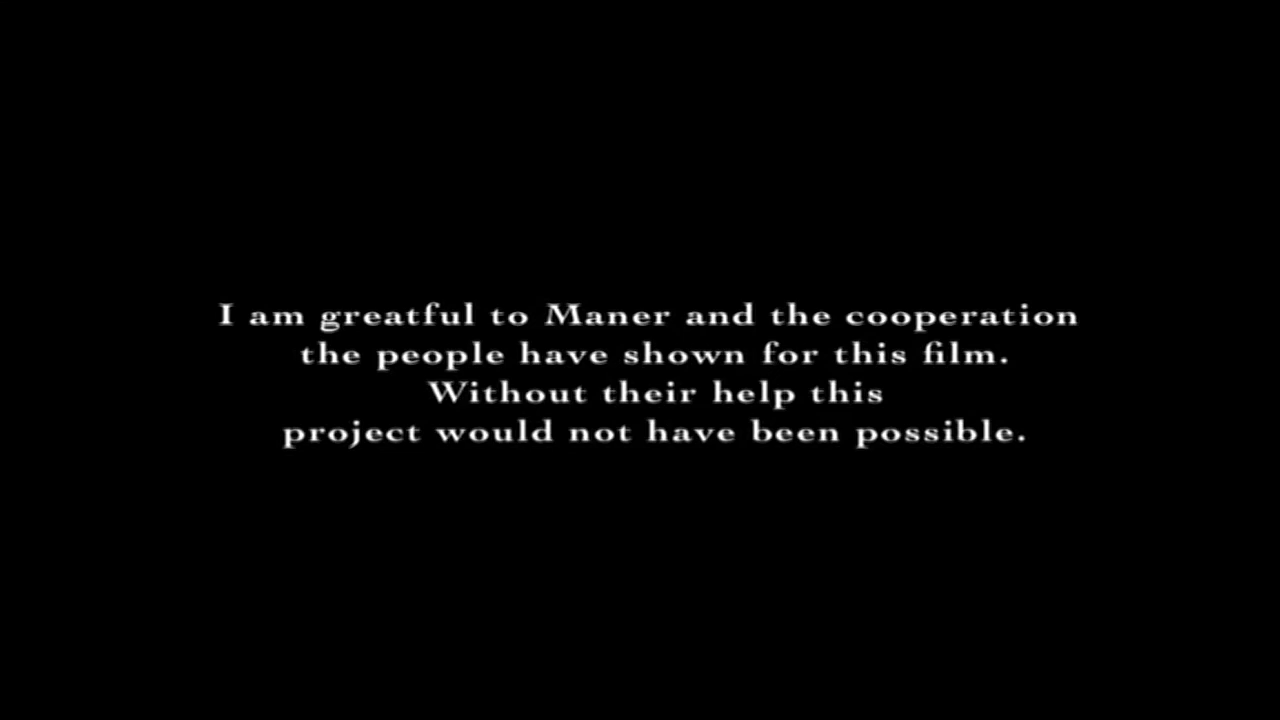 I am greatful to Maner and the cooperation
the people have shown for this film.
Without their help this
project would not have been possible.